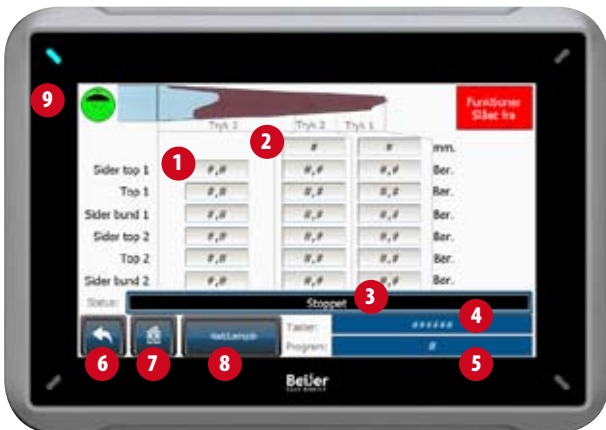 9
Funktioner
Slået fra
Tryk 3 Tryk 2 Tryk 1
2
# # mm.
1
Sider top 1 #,# #,# #,# Bar.
Top 1 #,# #,# #,# Bar.
Sider bund 1 #,# #,# #,# Bar.
Sider top 2 #,# #,# #,# Bar.
Top 2 #,# #,# #,# Bar.
Sider bund 2 #,# #,# #,# Bar.
Status: Stoppet
3
Tæller: ######
4
Program: #
5
6
7
8
Beijer
ELECTRONICS